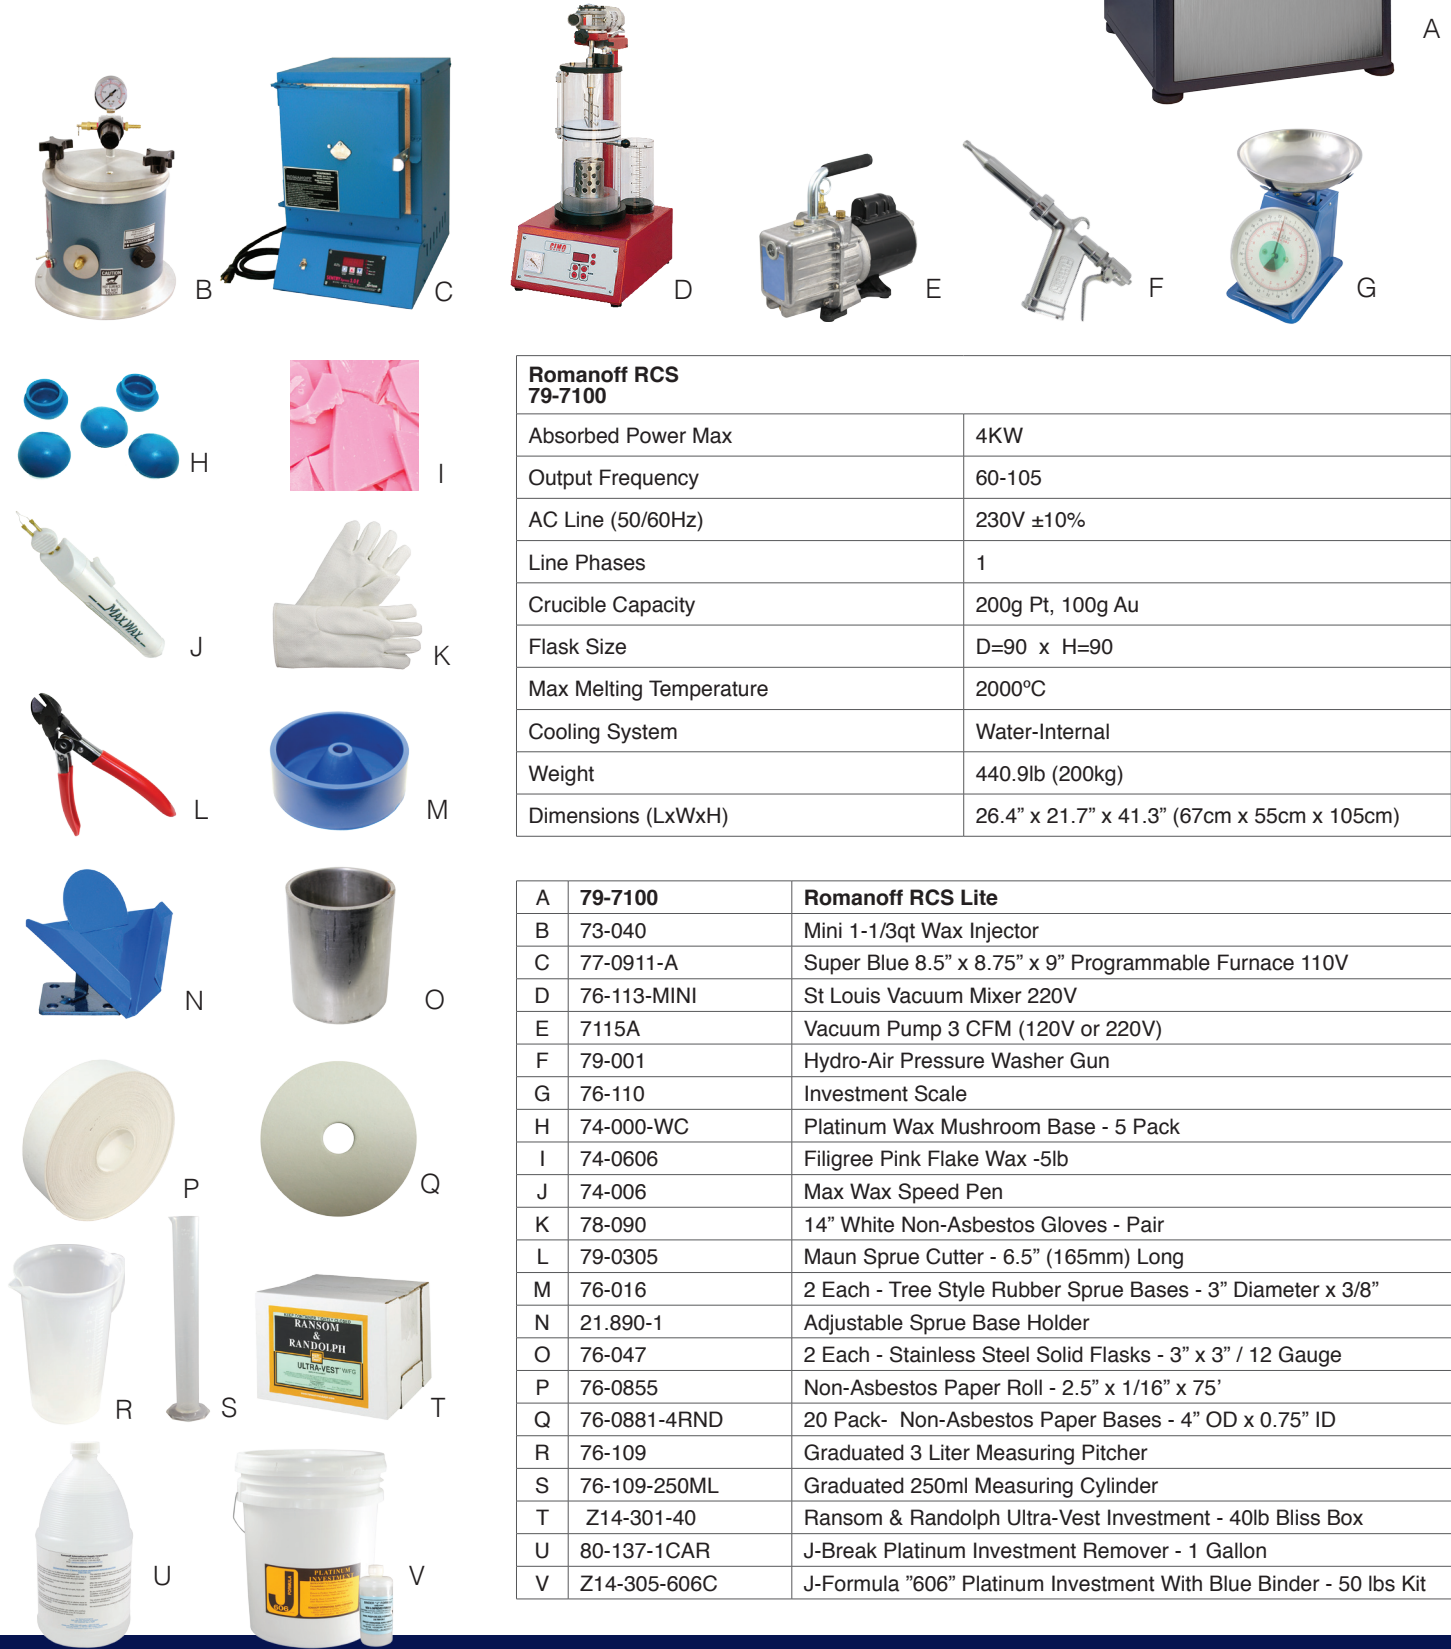 A
B
C
CIMO
D
E
F
G
H
I
MAX WAX
J
K
L
M
N
O
P
Q
R
S
RANSOM
&
RANDOLPH
ULTRA-VEST
T
U
J
FORMULA
606
PLATINUM
INVESTMENT
V
CAUTION
Romanoff RCS
79-7100
Absorbed Power Max 4KW
Output Frequency 60-105
AC Line (50/60Hz) 230V ±10%
Line Phases 1
Crucible Capacity 200g Pt, 100g Au
Flask Size D=90 x H=90
Max Melting Temperature 2000ºC
Cooling System Water-Internal
Weight 440.9lb (200kg)
Dimensions (LxWxH) 26.4” x 21.7” x 41.3” (67cm x 55cm x 105cm)
A 79-7100 Romanoff RCS Lite
B 73-040 Mini 1-1/3qt Wax Injector
C 77-0911-A Super Blue 8.5” x 8.75” x 9” Programmable Furnace 110V
D 76-113-MINI St Louis Vacuum Mixer 220V
E 7115A Vacuum Pump 3 CFM (120V or 220V)
F 79-001 Hydro-Air Pressure Washer Gun
G 76-110 Investment Scale
H 74-000-WC Platinum Wax Mushroom Base - 5 Pack
I 74-0606 Filigree Pink Flake Wax -5lb
J 74-006 Max Wax Speed Pen
K 78-090 14” White Non-Asbestos Gloves - Pair
L 79-0305 Maun Sprue Cutter - 6.5” (165mm) Long
M 76-016 2 Each - Tree Style Rubber Sprue Bases - 3” Diameter x 3/8”
N 21.890-1 Adjustable Sprue Base Holder
O 76-047 2 Each - Stainless Steel Solid Flasks - 3” x 3” / 12 Gauge
P 76-0855 Non-Asbestos Paper Roll - 2.5” x 1/16” x 75’
Q 76-0881-4RND 20 Pack- Non-Asbestos Paper Bases - 4” OD x 0.75” ID
R 76-109 Graduated 3 Liter Measuring Pitcher
S 76-109-250ML Graduated 250ml Measuring Cylinder
T Z14-301-40 Ransom & Randolph Ultra-Vest Investment - 40lb Bliss Box
U 80-137-1CAR J-Break Platinum Investment Remover - 1 Gallon
V Z14-305-606C J-Formula ”606” Platinum Investment With Blue Binder - 50 lbs Kit